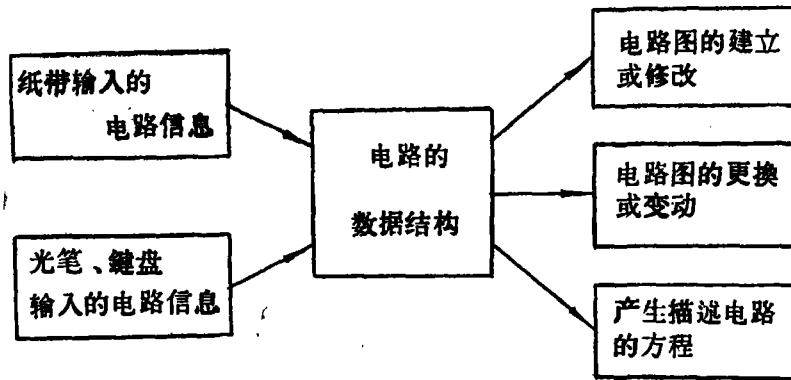 纸带输入的
电路信息
光笔、键盘
输入的电路信息
电路的
数据结构
电路图的建立
或修改
电路图的更换
或变动
产生描述电路
的方程